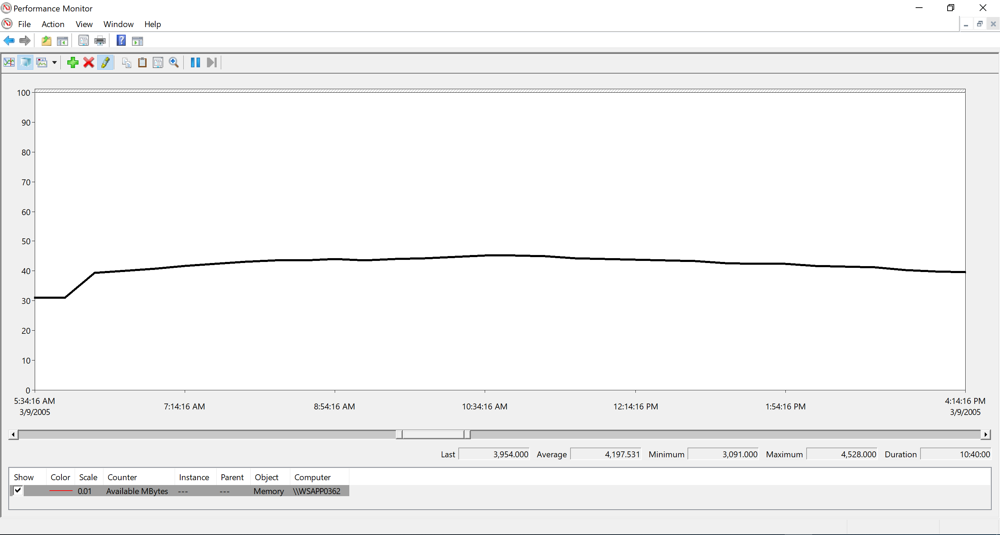 Performance Monitor
File Action View Window Help
100
90
80
70
60
50
40
30
20
10
0
5:34:16 AM 7:14:16 AM 8:54:16 AM 10:34:16 AM 12:14:16 PM 1:54:16 PM 4:14:16 PM
3/9/2005 3/9/2005
Last 3,954.000 Average 4,197.531 Minimum 3,091.000 Maximum 4,528.000 Duration 10:40:00
Show Color Scale Counter Instance Parent Object Computer
0.01 Available MBytes --- --- Memory \\WSAPP0362